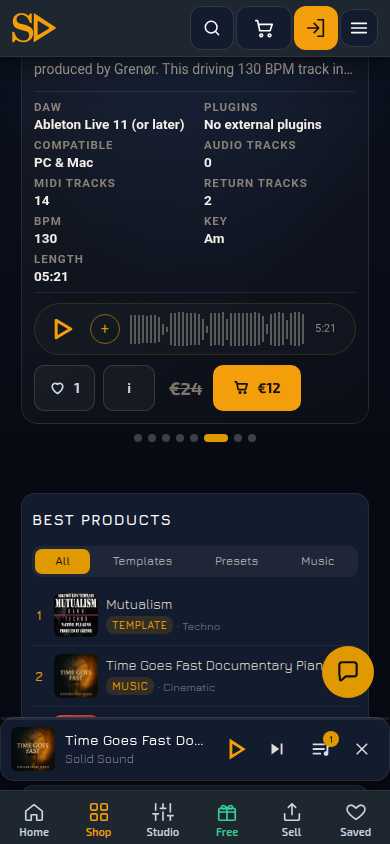 SD
produced by Grenør. This driving 130 BPM track in...
DAW
Ableton Live 11 (or later)
PLUGINS
No external plugins
COMPATIBLE
PC & Mac
AUDIO TRACKS
0
MIDI TRACKS
14
RETURN TRACKS
2
BPM
130
KEY
Am
LENGTH
05:21
5:21
1
i
€24
€12
BEST PRODUCTS
All
Templates
Presets
Music
1
MUTUALISM
Mutualism
TEMPLATE · Techno
2
TIME GOES FAST
Time Goes Fast Documentary Pian
MUSIC · Cinematic
TIME GOES FAST
Time Goes Fast Do...
Solid Sound
1
Home
Shop
Studio
Free
Sell
Saved